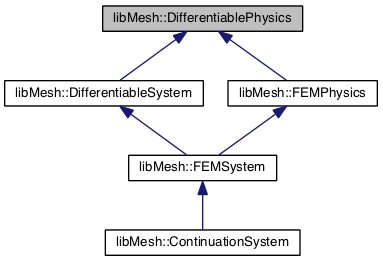 libMesh::DifferentiablePhysics
libMesh::DifferentiableSystem
libMesh::FEMPhysics
libMesh::FEMSystem
libMesh::ContinuationSystem